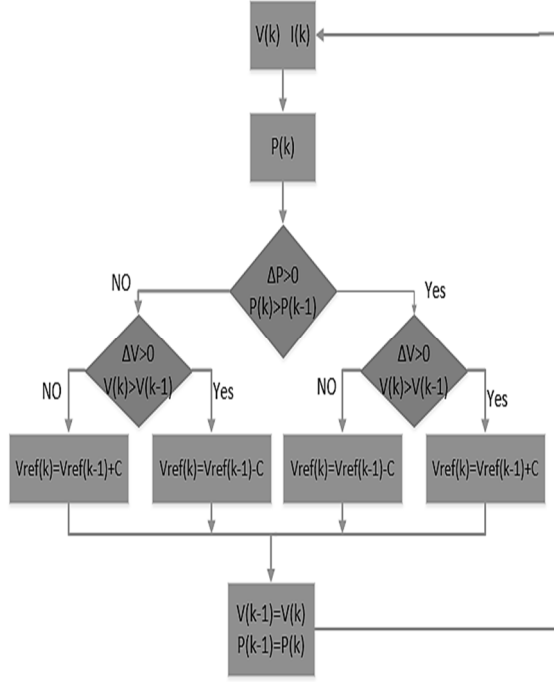 V(k) I(k)
P(k)
ΔP>0
P(k)>P(k-1)
NO
Yes
ΔV>0
V(k)>V(k-1)
ΔV>0
V(k)>V(k-1)
NO
Yes
NO
Yes
Vref(k)=Vref(k-1)+C
Vref(k)=Vref(k-1)-C
Vref(k)=Vref(k-1)-C
Vref(k)=Vref(k-1)+C
V(k-1)=V(k)
P(k-1)=P(k)